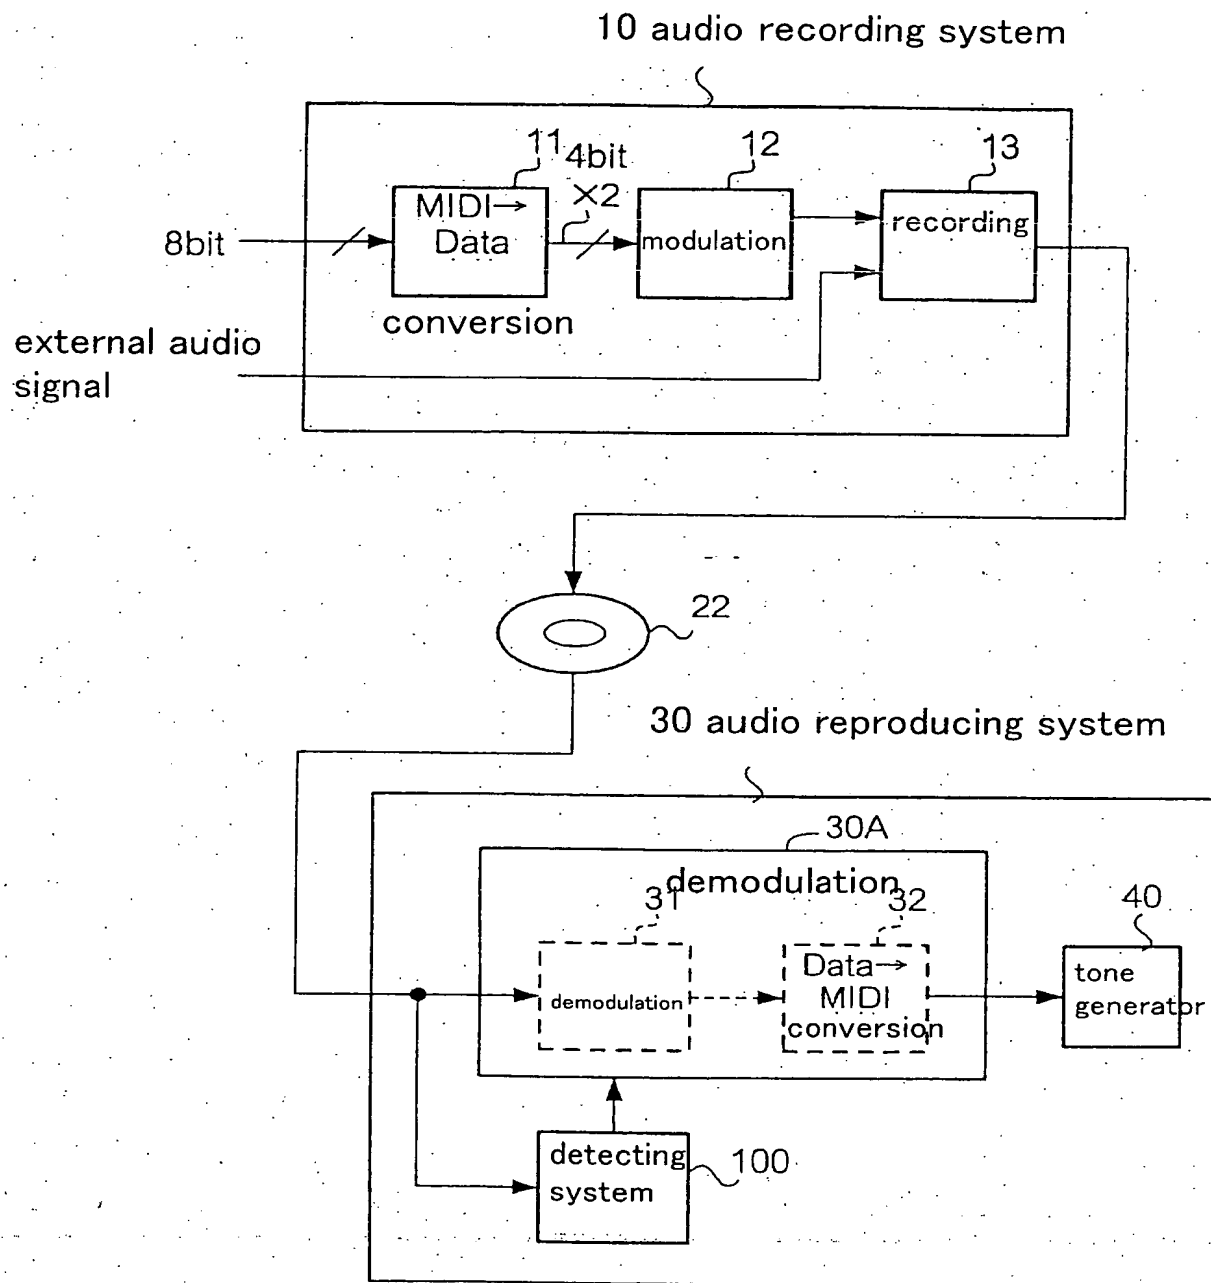 10 audio recording system
11
4bit
×2
12
13
MIDI→
Data
conversion
8bit
modulation
recording
external audio
signal
22
30 audio reproducing system
30A
demodulation
31
32
40
demodulation
Data→
MIDI
conversion
tone
generator
detecting
system
100